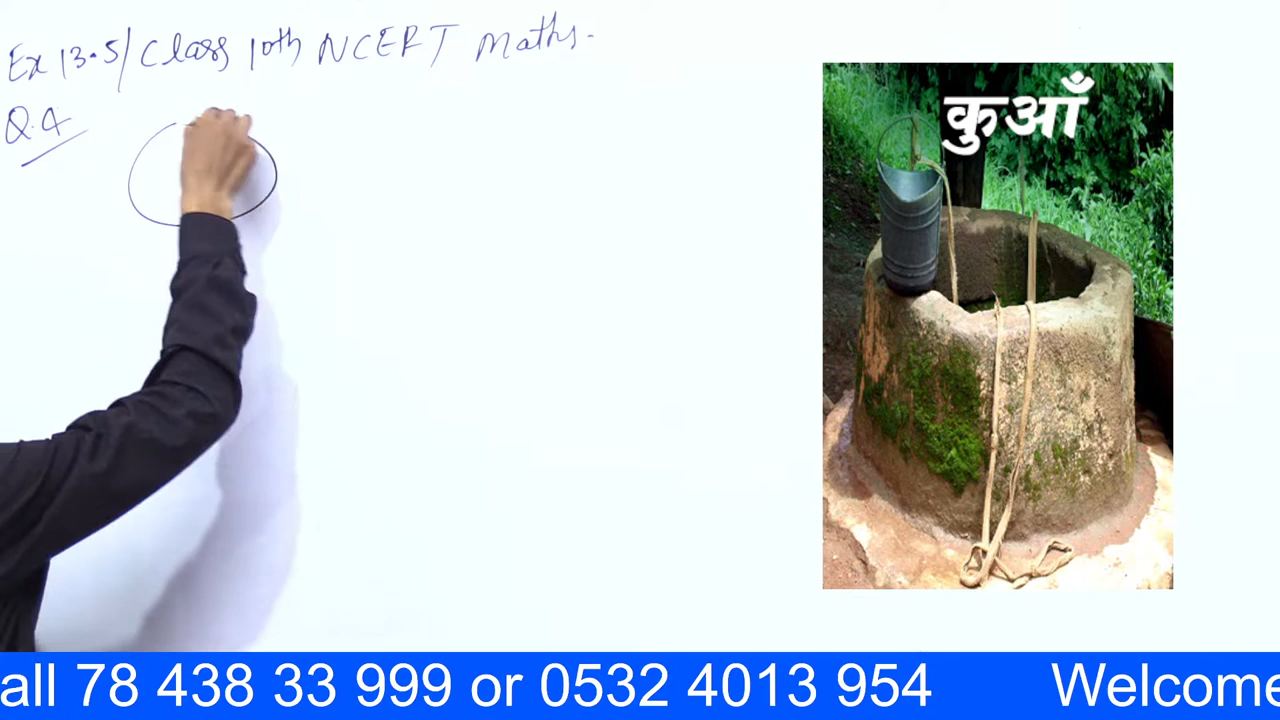 Ex 13.5/Class 10th NCERT Maths.
Q.4
कुआँ
all 78 438 33 999 or 0532 4013 954 Welcome